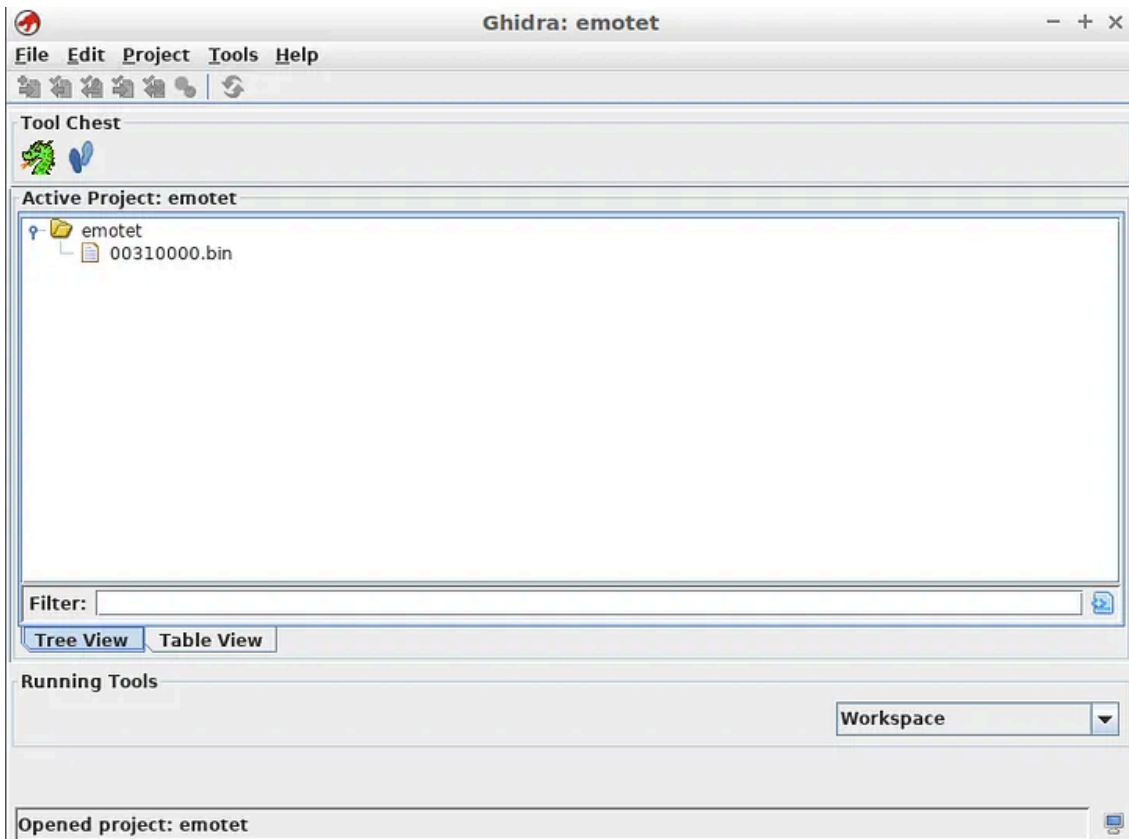 Ghidra: emotet
File Edit Project Tools Help
Tool Chest
Active Project: emotet
emotet
00310000.bin
Filter:
Tree View Table View
Running Tools
Workspace
Opened project: emotet